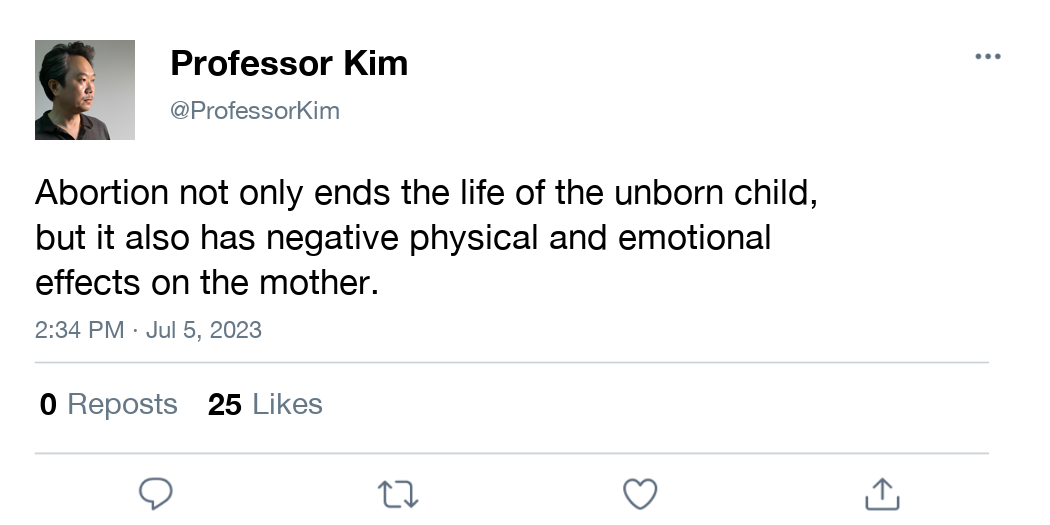 Professor Kim
@ProfessorKim
Abortion not only ends the life of the unborn child,
but it also has negative physical and emotional
effects on the mother.
2:34 PM · Jul 5, 2023
0 Reposts 25 Likes